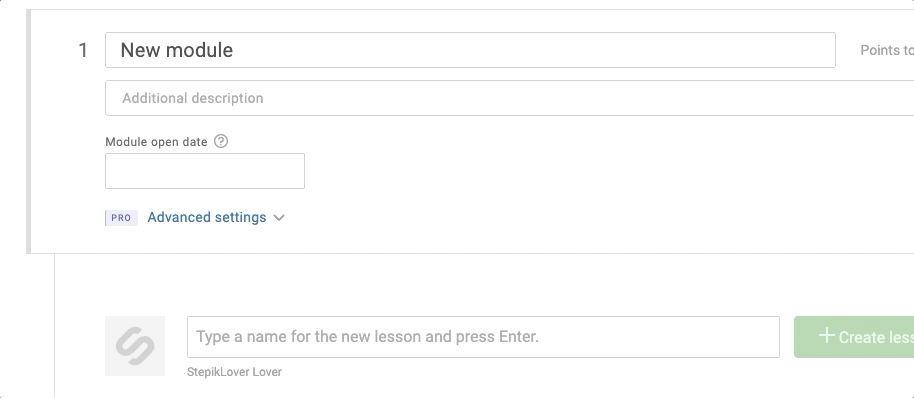 1 New module Points to
Additional description
Module open date ?
PRO Advanced settings
Type a name for the new lesson and press Enter.
+ Create less
StepikLover Lover